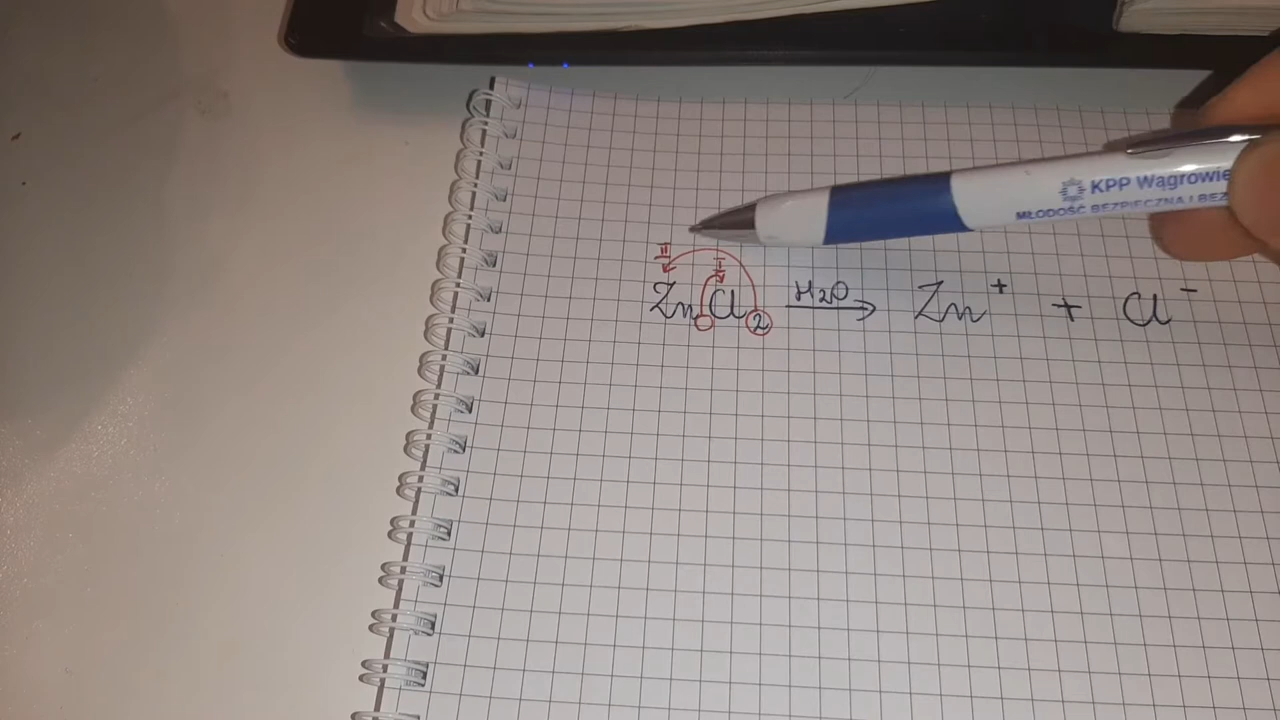 KPP Wągrowie
MŁODOŚĆ BEZPIECZNA I BEZ
II I
ZnCl₂ H₂O→ Zn⁺ + Cl⁻